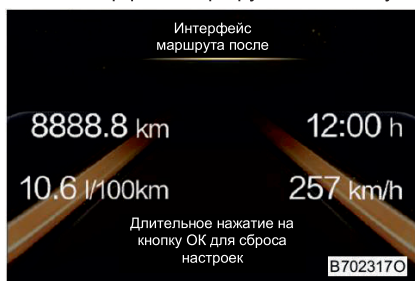 Интерфейс
маршрута после
8888.8 km
12:00 h
10.6 l/100km
257 km/h
Длительное нажатие на
кнопку ОК для сброса
настроек
B702317O